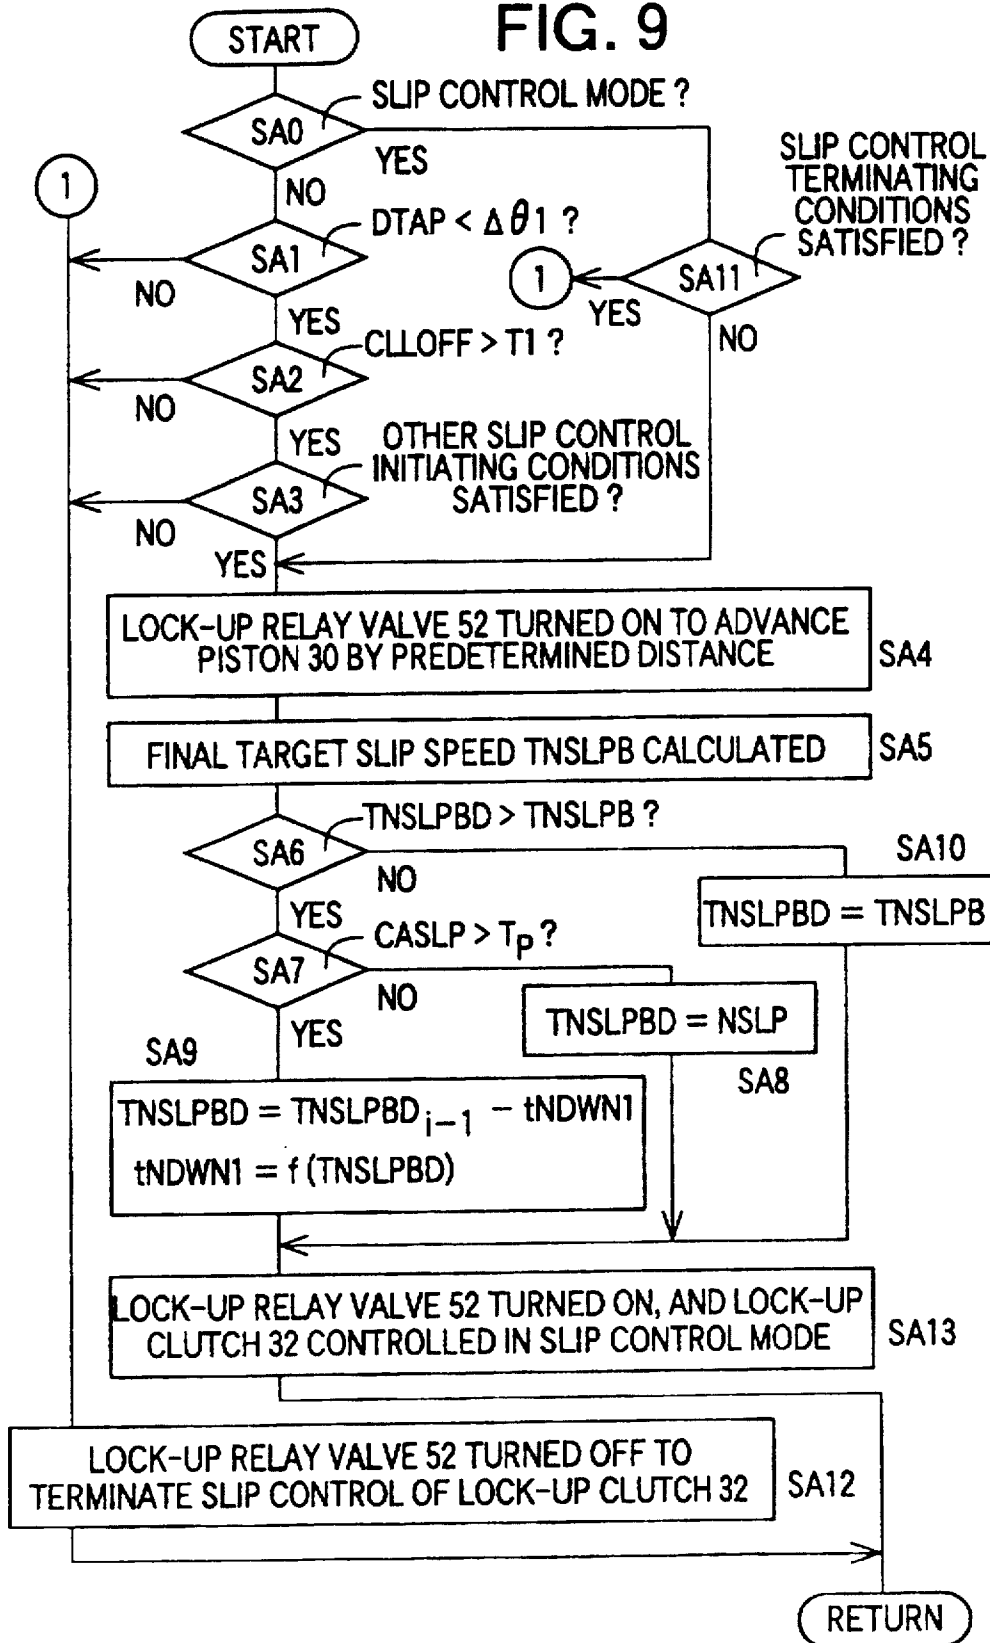 FIG. 9
START
SLIP CONTROL MODE ?
SA0
YES
NO
SLIP CONTROL
TERMINATING
CONDITIONS
SATISFIED ?
1
DTAP < Δθ1 ?
SA1
NO
YES
SA11
1
YES
NO
CLLOFF > T1 ?
SA2
NO
YES
OTHER SLIP CONTROL
INITIATING CONDITIONS
SATISFIED ?
SA3
NO
YES
LOCK-UP RELAY VALVE 52 TURNED ON TO ADVANCE
PISTON 30 BY PREDETERMINED DISTANCE
SA4
FINAL TARGET SLIP SPEED TNSLPB CALCULATED
SA5
TNSLPBD > TNSLPB ?
SA6
NO
YES
SA10
TNSLPBD = TNSLPB
CASLP > Tp ?
SA7
NO
YES
TNSLPBD = NSLP
SA8
SA9
TNSLPBD = TNSLPBDi-1 - tNDWN1
tNDWN1 = f (TNSLPBD)
LOCK-UP RELAY VALVE 52 TURNED ON, AND LOCK-UP
CLUTCH 32 CONTROLLED IN SLIP CONTROL MODE
SA13
LOCK-UP RELAY VALVE 52 TURNED OFF TO
TERMINATE SLIP CONTROL OF LOCK-UP CLUTCH 32
SA12
RETURN